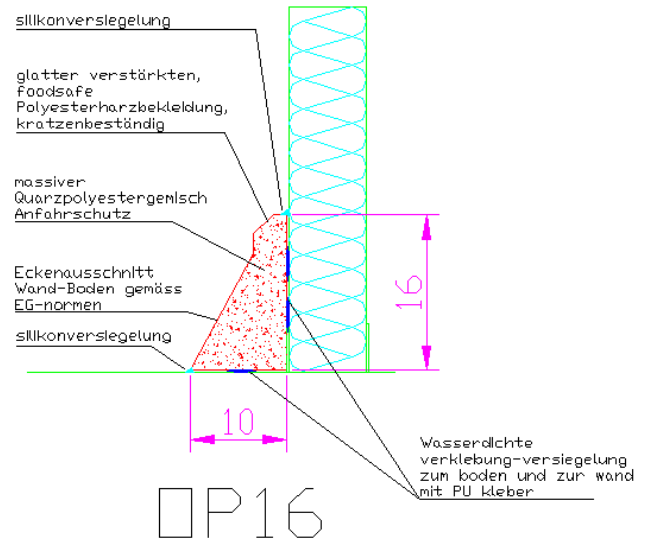 silikonversiegelung
glatter verstärkten,
foodsafe
Polyesterharzbekleidung,
kratzenbeständig
massiver
Quarzpolyestergemisch
Anfahrschutz
Eckenausschnitt
Wand-Boden gemäss
EG-normen
silikonversiegelung
16
10
Wasserdichte
verklebung-versiegelung
zum boden und zur wand
mit PU kleber
OP16